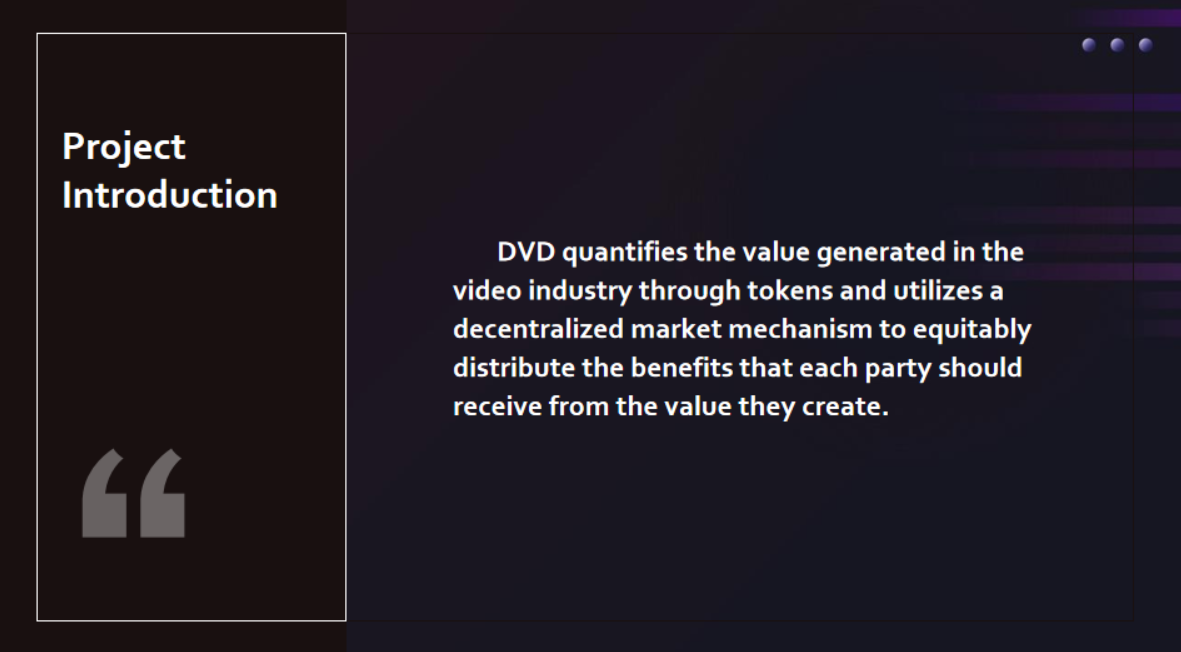 Project
Introduction
DVD quantifies the value generated in the
video industry through tokens and utilizes a
decentralized market mechanism to equitably
distribute the benefits that each party should
receive from the value they create.
“